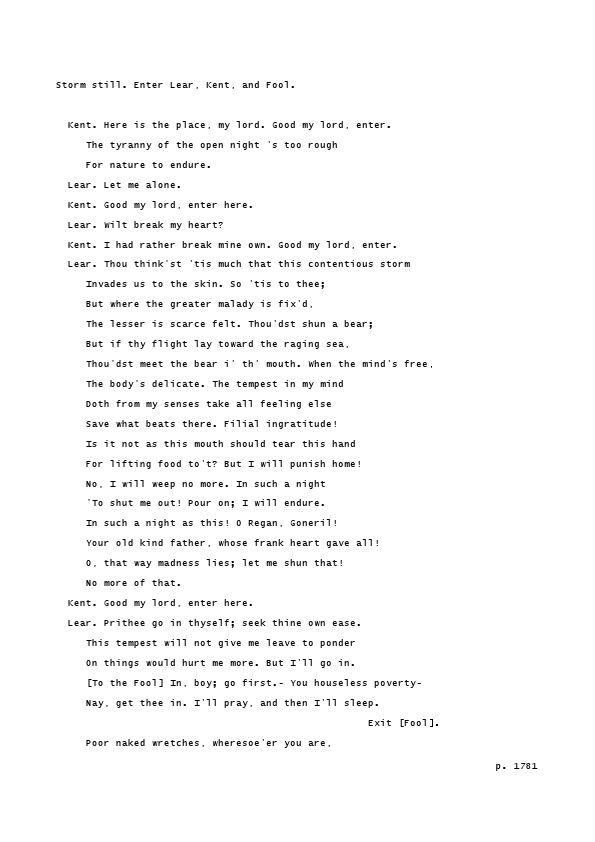 Storm still. Enter Lear, Kent, and Fool.
Kent. Here is the place, my lord. Good my lord, enter.
The tyranny of the open night 's too rough
For nature to endure.
Lear. Let me alone.
Kent. Good my lord, enter here.
Lear. Wilt break my heart?
Kent. I had rather break mine own. Good my lord, enter.
Lear. Thou think'st 'tis much that this contentious storm
Invades us to the skin. So 'tis to thee;
But where the greater malady is fix'd,
The lesser is scarce felt. Thou'dst shun a bear;
But if thy flight lay toward the raging sea,
Thou'dst meet the bear i' th' mouth. When the mind's free,
The body's delicate. The tempest in my mind
Doth from my senses take all feeling else
Save what beats there. Filial ingratitude!
Is it not as this mouth should tear this hand
For lifting food to't? But I will punish home!
No, I will weep no more. In such a night
'To shut me out! Pour on; I will endure.
In such a night as this! O Regan, Goneril!
Your old kind father, whose frank heart gave all!
O, that way madness lies; let me shun that!
No more of that.
Kent. Good my lord, enter here.
Lear. Prithee go in thyself; seek thine own ease.
This tempest will not give me leave to ponder
On things would hurt me more. But I'll go in.
[To the Fool] In, boy; go first.- You houseless poverty-
Nay, get thee in. I'll pray, and then I'll sleep.
Exit [Fool].
Poor naked wretches, wheresoe'er you are,
p. 1781